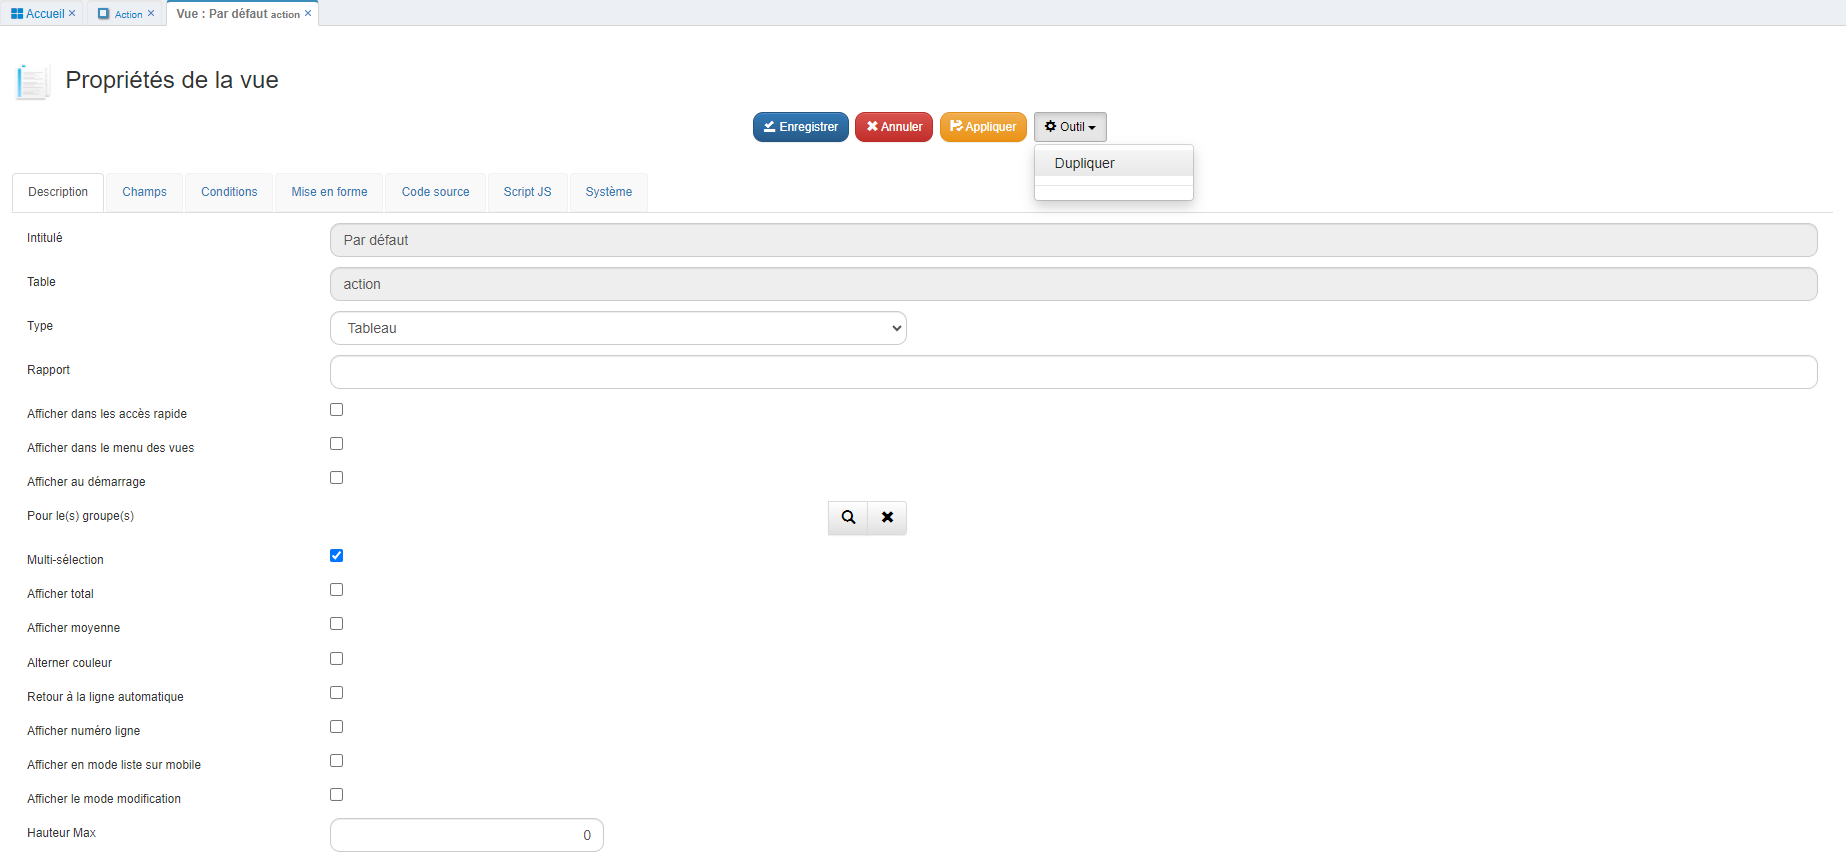 Accueil × Action × Vue : Par défaut action ×
Propriétés de la vue
Enregistrer Annuler Appliquer Outil
Dupliquer
Description Champs Conditions Mise en forme Code source Script JS Système
Intitulé Par défaut
Table action
Type Tableau
Rapport
Afficher dans les accès rapide
Afficher dans le menu des vues
Afficher au démarrage
Pour le(s) groupe(s)
Multi-sélection
Afficher total
Afficher moyenne
Alterner couleur
Retour à la ligne automatique
Afficher numéro ligne
Afficher en mode liste sur mobile
Afficher le mode modification
Hauteur Max 0